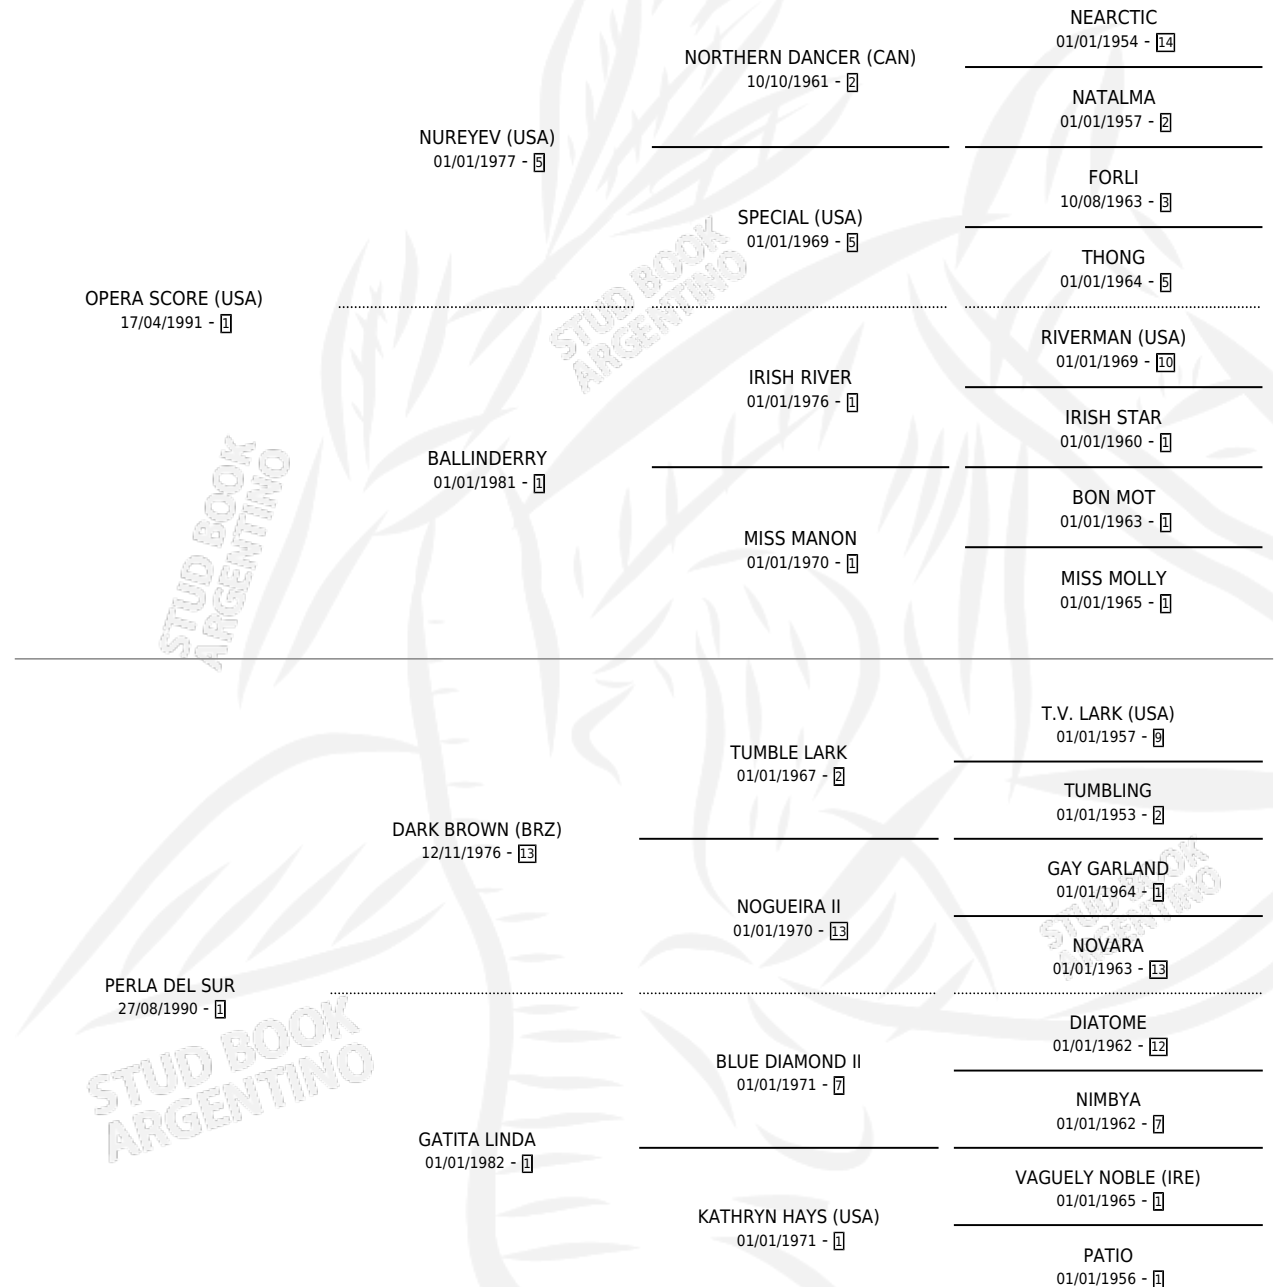 NEARCTIC
01/01/1954 - 14
NORTHERN DANCER (CAN)
10/10/1961 - 2
NATALMA
01/01/1957 - 2
NUREYEV (USA)
01/01/1977 - 5
FORLI
10/08/1963 - 3
SPECIAL (USA)
01/01/1969 - 5
THONG
01/01/1964 - 5
OPERA SCORE (USA)
17/04/1991 - 1
RIVERMAN (USA)
01/01/1969 - 10
IRISH RIVER
01/01/1976 - 1
IRISH STAR
01/01/1960 - 1
BALLINDERRY
01/01/1981 - 1
BON MOT
01/01/1963 - 1
MISS MANON
01/01/1970 - 1
MISS MOLLY
01/01/1965 - 1
T.V. LARK (USA)
01/01/1957 - 9
TUMBLE LARK
01/01/1967 - 2
TUMBLING
01/01/1953 - 2
DARK BROWN (BRZ)
12/11/1976 - 13
GAY GARLAND
01/01/1964 - 1
NOGUEIRA II
01/01/1970 - 13
NOVARA
01/01/1963 - 13
PERLA DEL SUR
27/08/1990 - 1
DIATOME
01/01/1962 - 12
BLUE DIAMOND II
01/01/1971 - 7
NIMBYA
01/01/1962 - 7
GATITA LINDA
01/01/1982 - 1
VAGUELY NOBLE (IRE)
01/01/1965 - 1
KATHRYN HAYS (USA)
01/01/1971 - 1
PATIO
01/01/1956 - 1
STUD BOOK
ARGENTINO
STUD BOOK
ARGENTINO
STUD BOOK
ARGENTINO
STUD BOOK
ARGENTINO